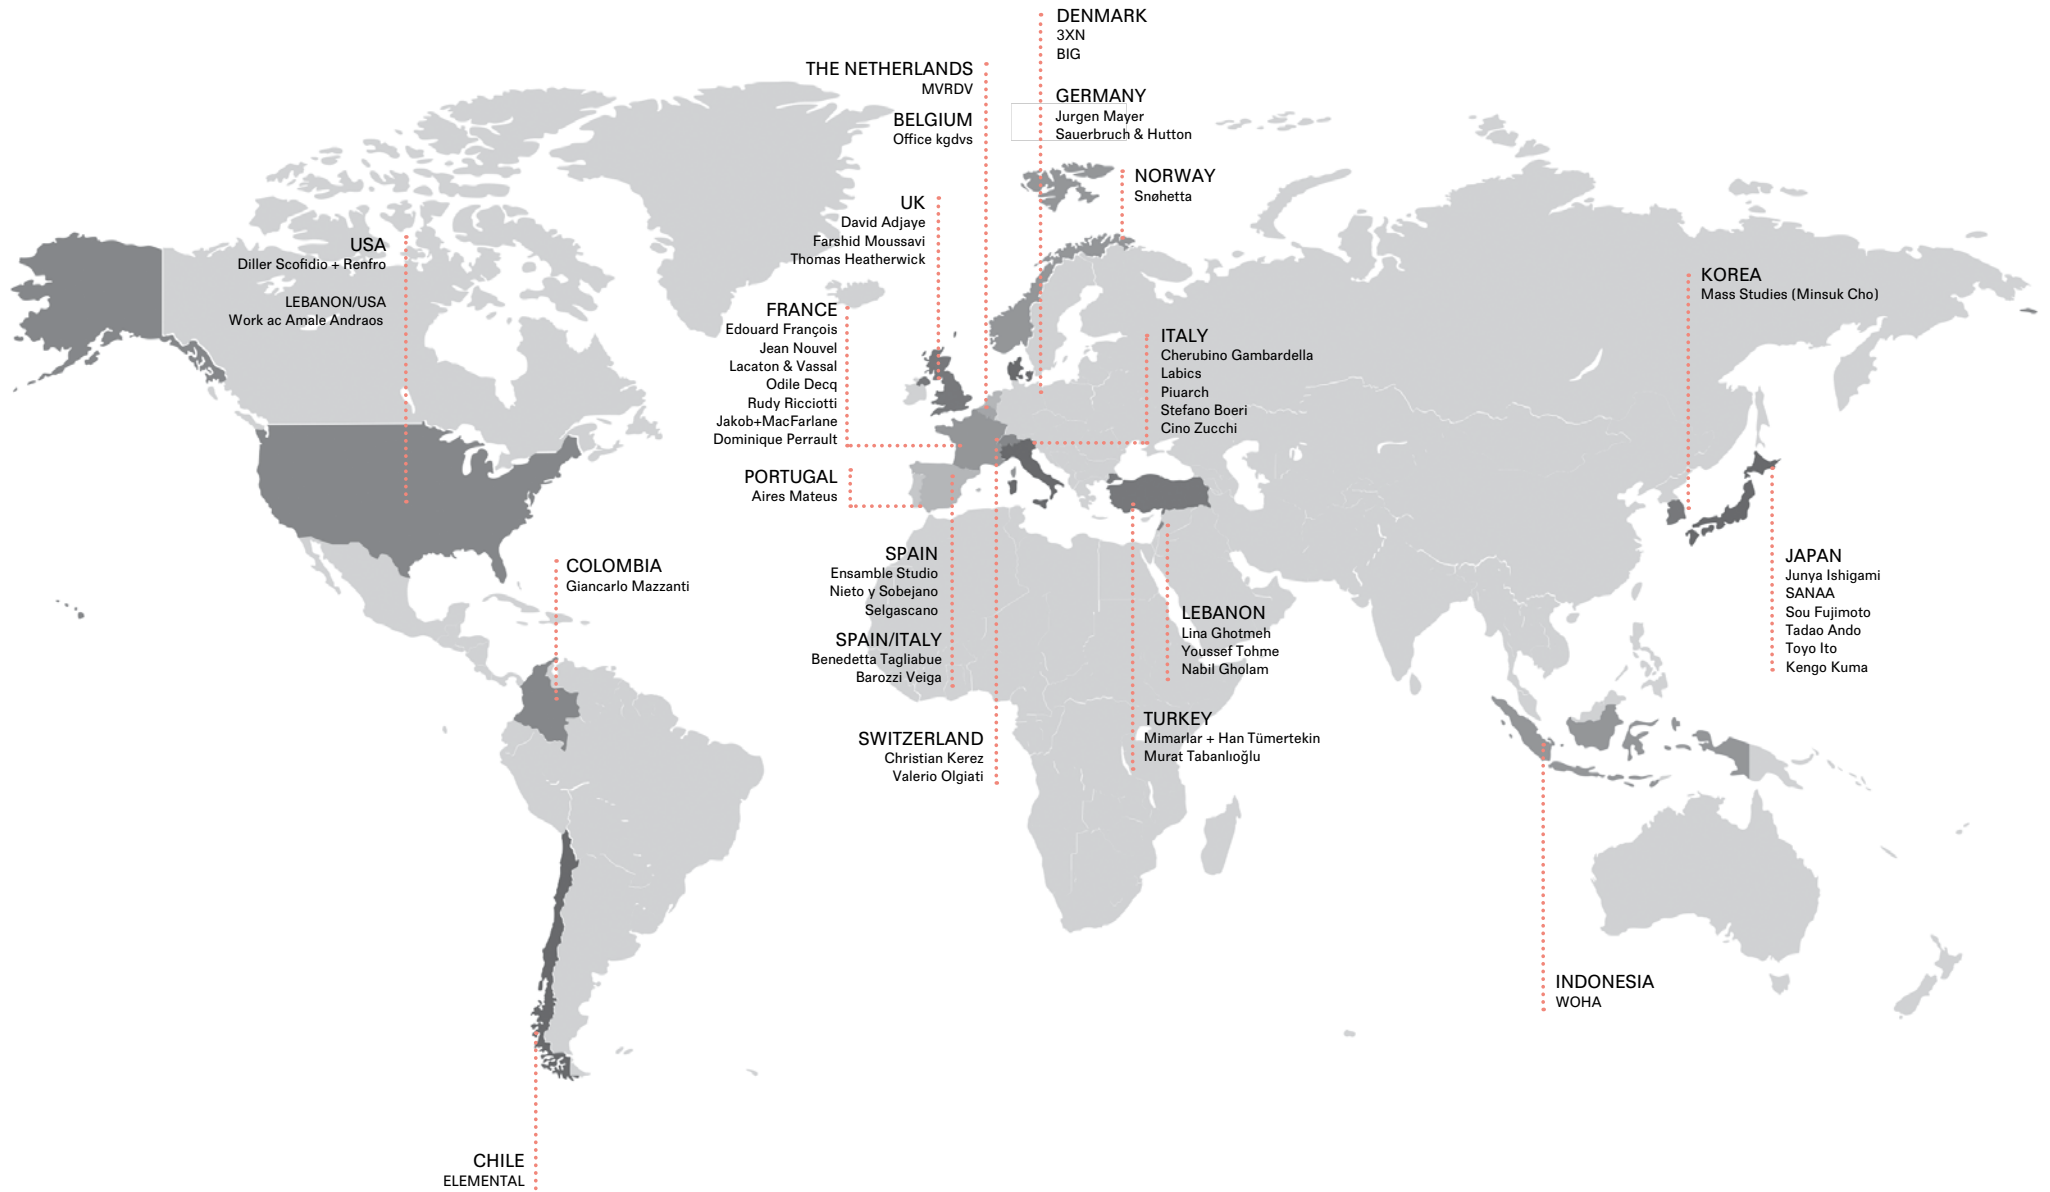 DENMARK
3XN
BIG
THE NETHERLANDS
MVRDV
GERMANY
Jurgen Mayer
Sauerbruch & Hutton
BELGIUM
Office kgdvs
NORWAY
Snøhetta
UK
David Adjaye
Farshid Moussavi
Thomas Heatherwick
USA
Diller Scofidio + Renfro
LEBANON/USA
Work ac Amale Andraos
KOREA
Mass Studies (Minsuk Cho)
FRANCE
Edouard François
Jean Nouvel
Lacaton & Vassal
Odile Decq
Rudy Ricciotti
Jakob+MacFarlane
Dominique Perrault
ITALY
Cherubino Gambardella
Labics
Piuarch
Stefano Boeri
Cino Zucchi
PORTUGAL
Aires Mateus
SPAIN
Ensamble Studio
Nieto y Sobejano
Selgascano
SPAIN/ITALY
Benedetta Tagliabue
Barozzi Veiga
COLOMBIA
Giancarlo Mazzanti
LEBANON
Lina Ghotmeh
Youssef Tohme
Nabil Gholam
JAPAN
Junya Ishigami
SANAA
Sou Fujimoto
Tadao Ando
Toyo Ito
Kengo Kuma
SWITZERLAND
Christian Kerez
Valerio Olgiati
TURKEY
Mimarlar + Han Tümertekin
Murat Tabanlıoğlu
INDONESIA
WOHA
CHILE
ELEMENTAL